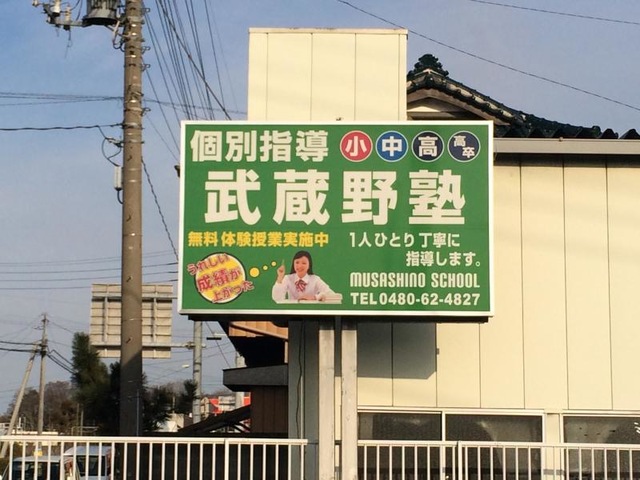 個別指導 小 中 高 高卒
武蔵野塾
無料体験授業実施中
1人ひとり丁寧に
指導します。
うれしい
成績が
上がった
MUSASHINO SCHOOL
TEL 0480-62-4827